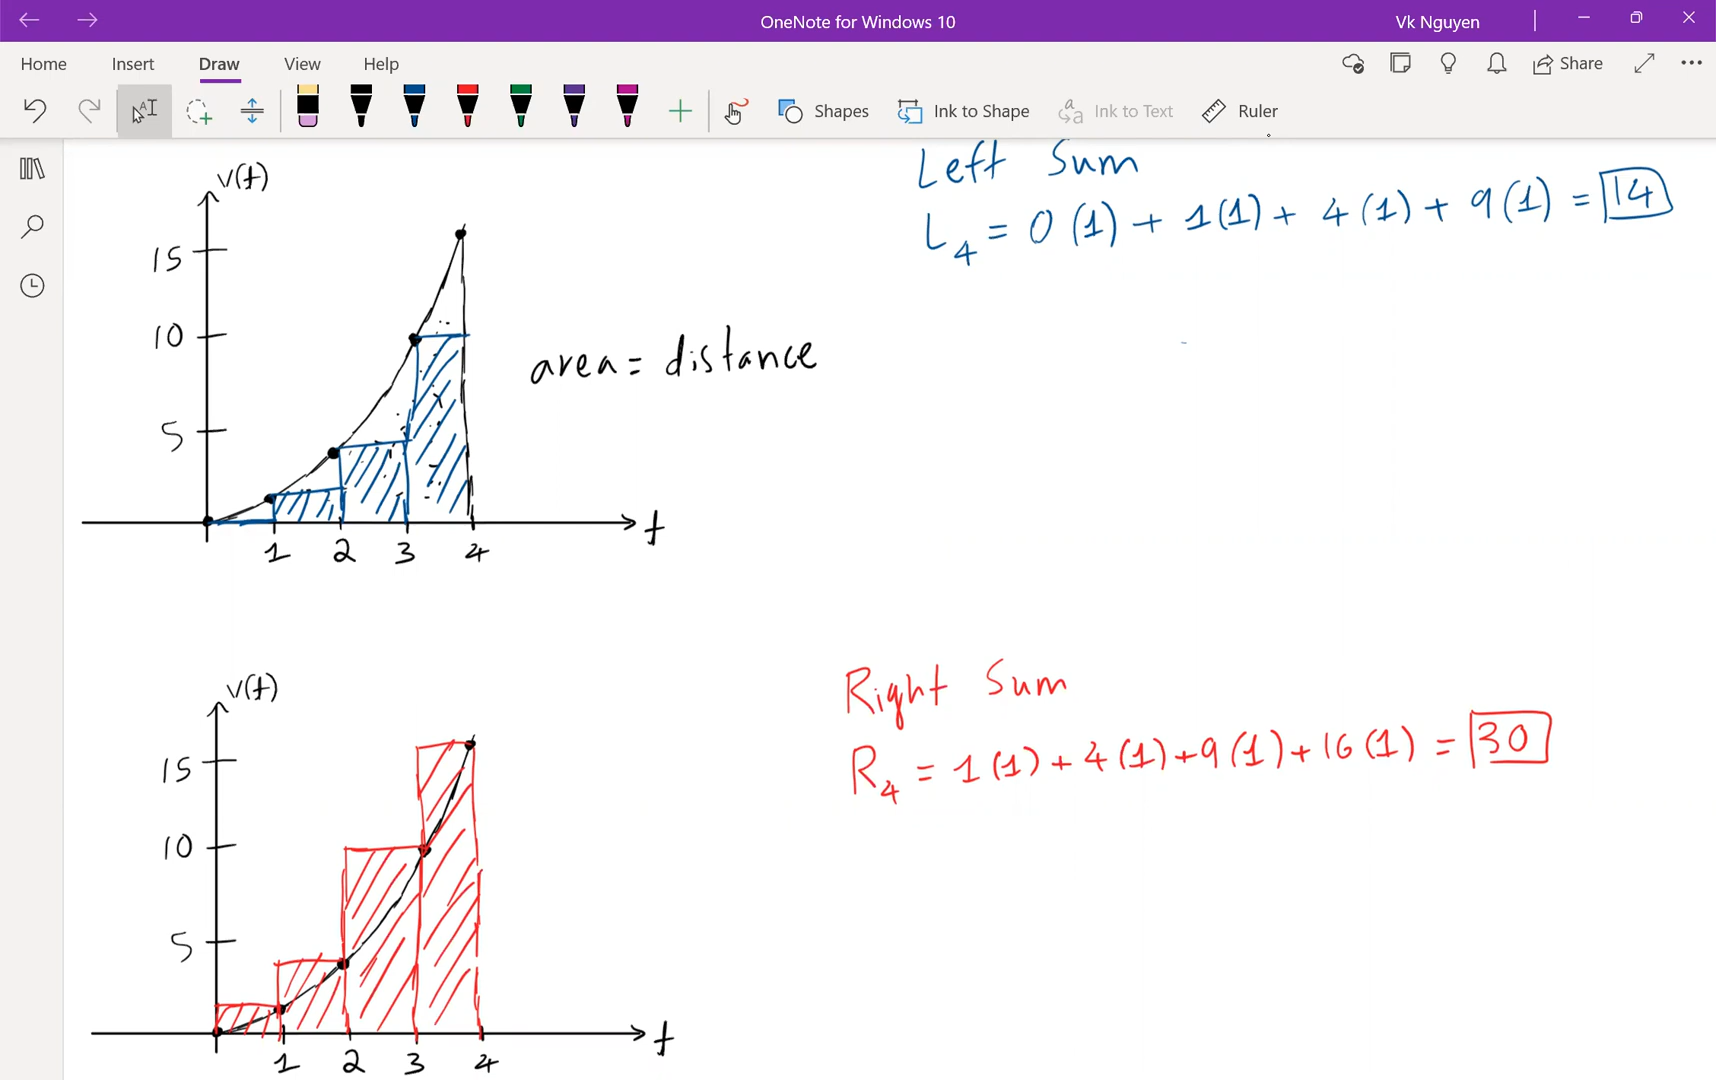 OneNote for Windows 10
Vk Nguyen
Home Insert Draw View Help
Share
Shapes Ink to Shape Ink to Text Ruler
Left Sum
L₄ = 0(1) + 1(1) + 4(1) + 9(1) = 14
v(t)
15
10
5
1 2 3 4
t
area = distance
Right Sum
R₄ = 1(1) + 4(1) + 9(1) + 16(1) = 30
v(t)
15
10
5
1 2 3 4
t